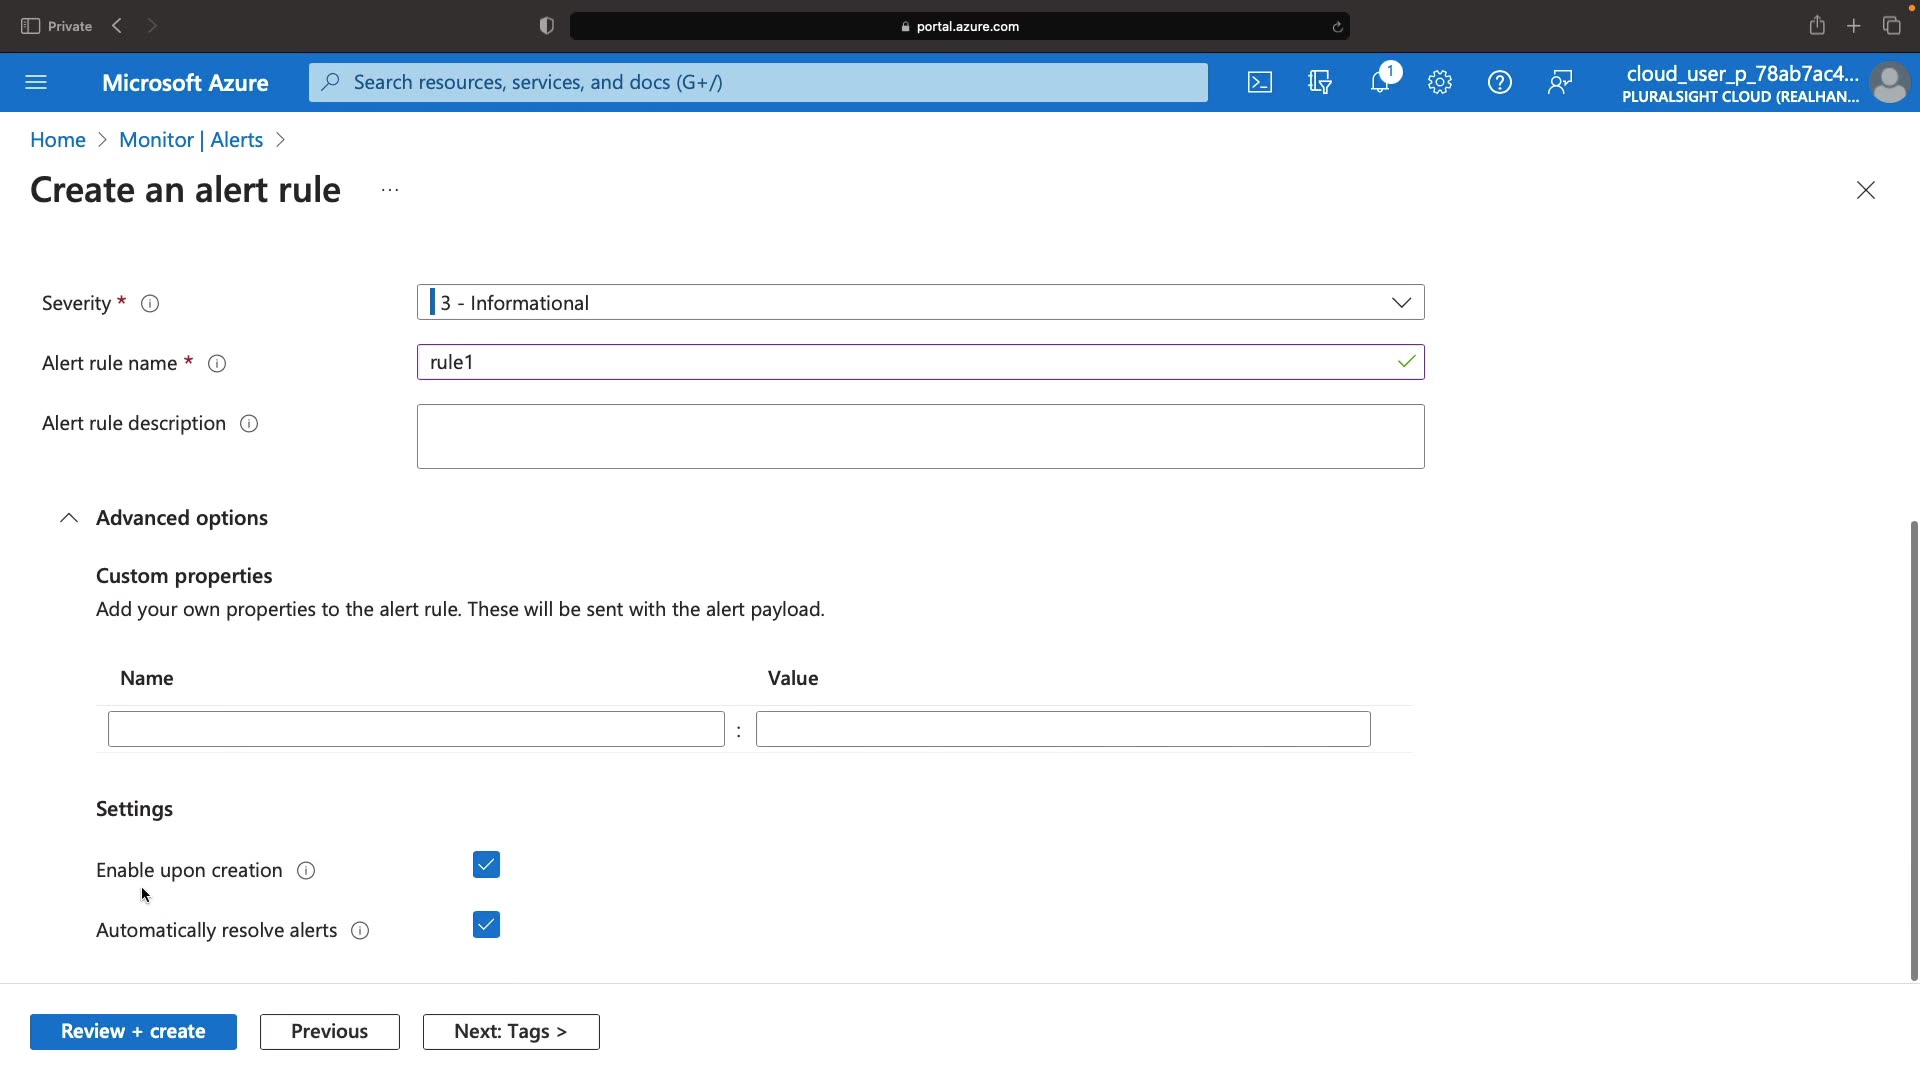 Private
portal.azure.com
Microsoft Azure
Search resources, services, and docs (G+/)
1
cloud_user_p_78ab7ac4...
PLURALSIGHT CLOUD (REALHAN...
Home > Monitor | Alerts >
Create an alert rule ...
Severity *
3 - Informational
Alert rule name *
rule1
Alert rule description
Advanced options
Custom properties
Add your own properties to the alert rule. These will be sent with the alert payload.
Name Value
:
Settings
Enable upon creation
Automatically resolve alerts
Review + create
Previous
Next: Tags >